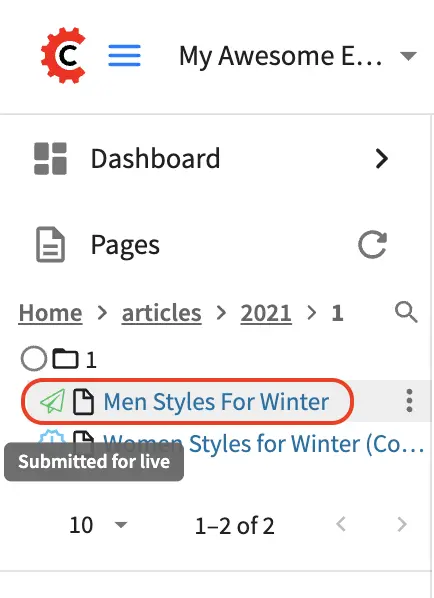 C
My Awesome E...
Dashboard
Pages
Home > articles > 2021 > 1
1
Men Styles For Winter
Women Styles for Winter (Co...
Submitted for live
10
1–2 of 2